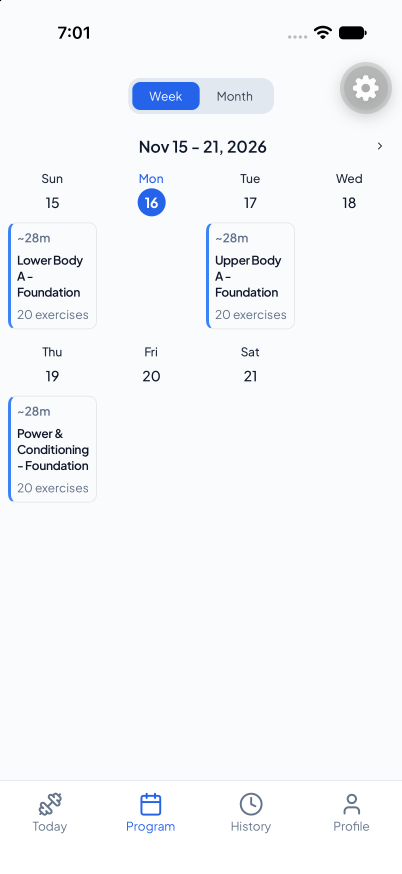 7:01
Week Month
Nov 15 - 21, 2026
Sun Mon Tue Wed
15 16 17 18
~28m
Lower Body
A -
Foundation
20 exercises
~28m
Upper Body
A -
Foundation
20 exercises
Thu Fri Sat
19 20 21
~28m
Power &
Conditioning
- Foundation
20 exercises
Today Program History Profile